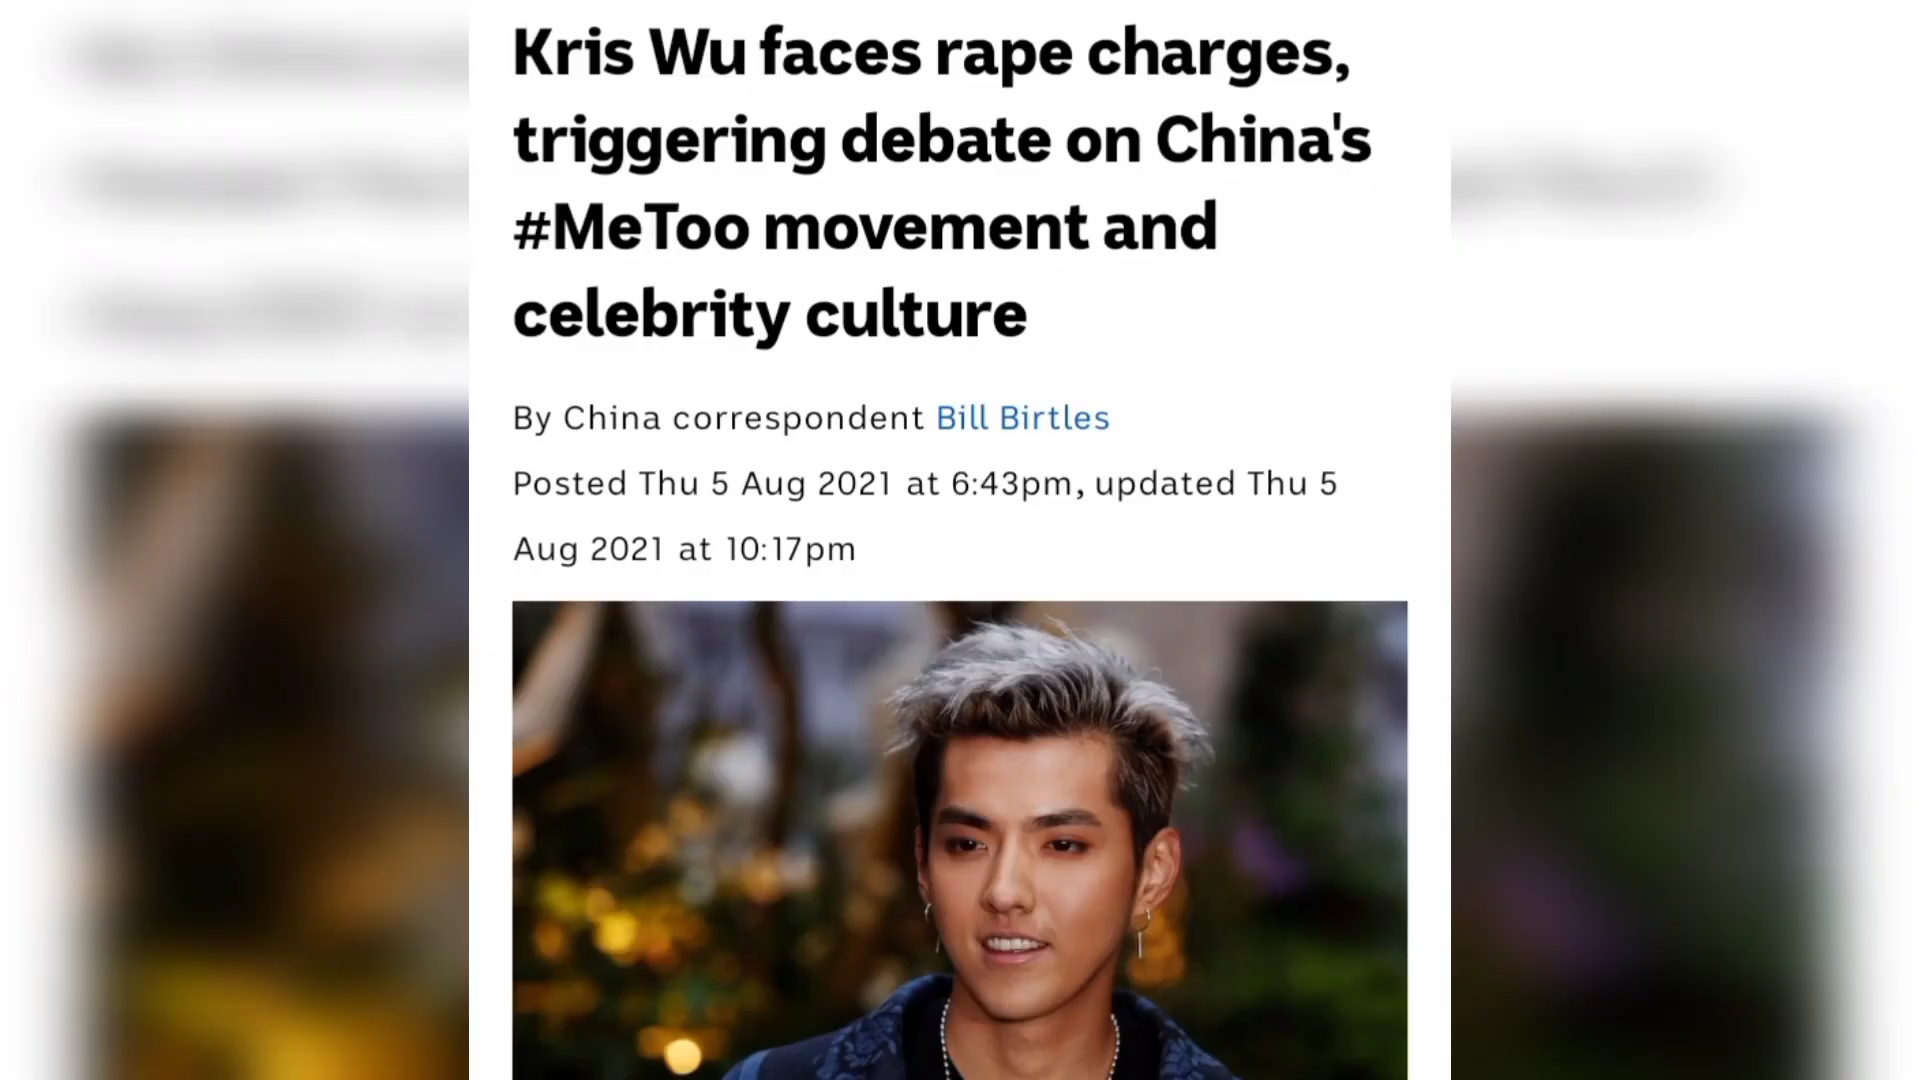 Kris Wu faces rape charges,
triggering debate on China's
#MeToo movement and
celebrity culture
By China correspondent Bill Birtles
Posted Thu 5 Aug 2021 at 6:43pm, updated Thu 5
Aug 2021 at 10:17pm